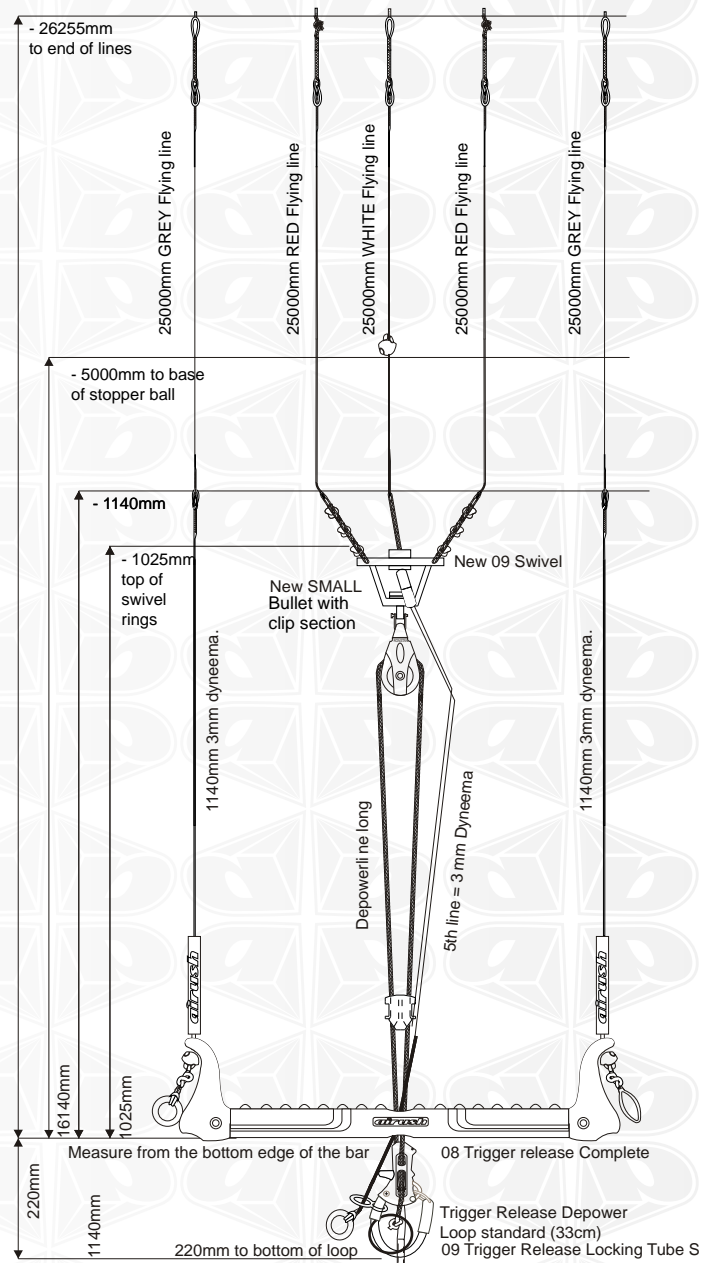 - 26255mm
to end of lines
25000mm GREY Flying line
25000mm RED Flying line
25000mm WHITE Flying line
25000mm RED Flying line
25000mm GREY Flying line
- 5000mm to base
of stopper ball
- 1140mm
- 1025mm
top of
swivel
rings
New 09 Swivel
New SMALL
Bullet with
clip section
1140mm 3mm dyneema.
Depowerline long
5th line = 3 mm Dyneema
1140mm 3mm dyneema.
airush
airush
16140mm
1025mm
airush
Measure from the bottom edge of the bar
08 Trigger release Complete
220mm
1140mm
Trigger Release Depower
Loop standard (33cm)
220mm to bottom of loop
09 Trigger Release Locking Tube S